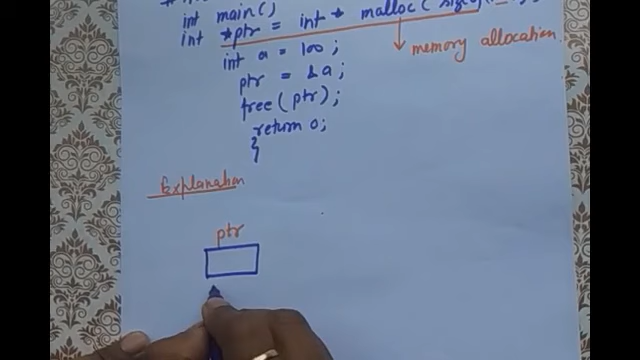 int main()
int *ptr = int* malloc( sizeof
memory allocation
int a = 100;
ptr = &a;
free(ptr);
return 0;
}
Explanation
ptr